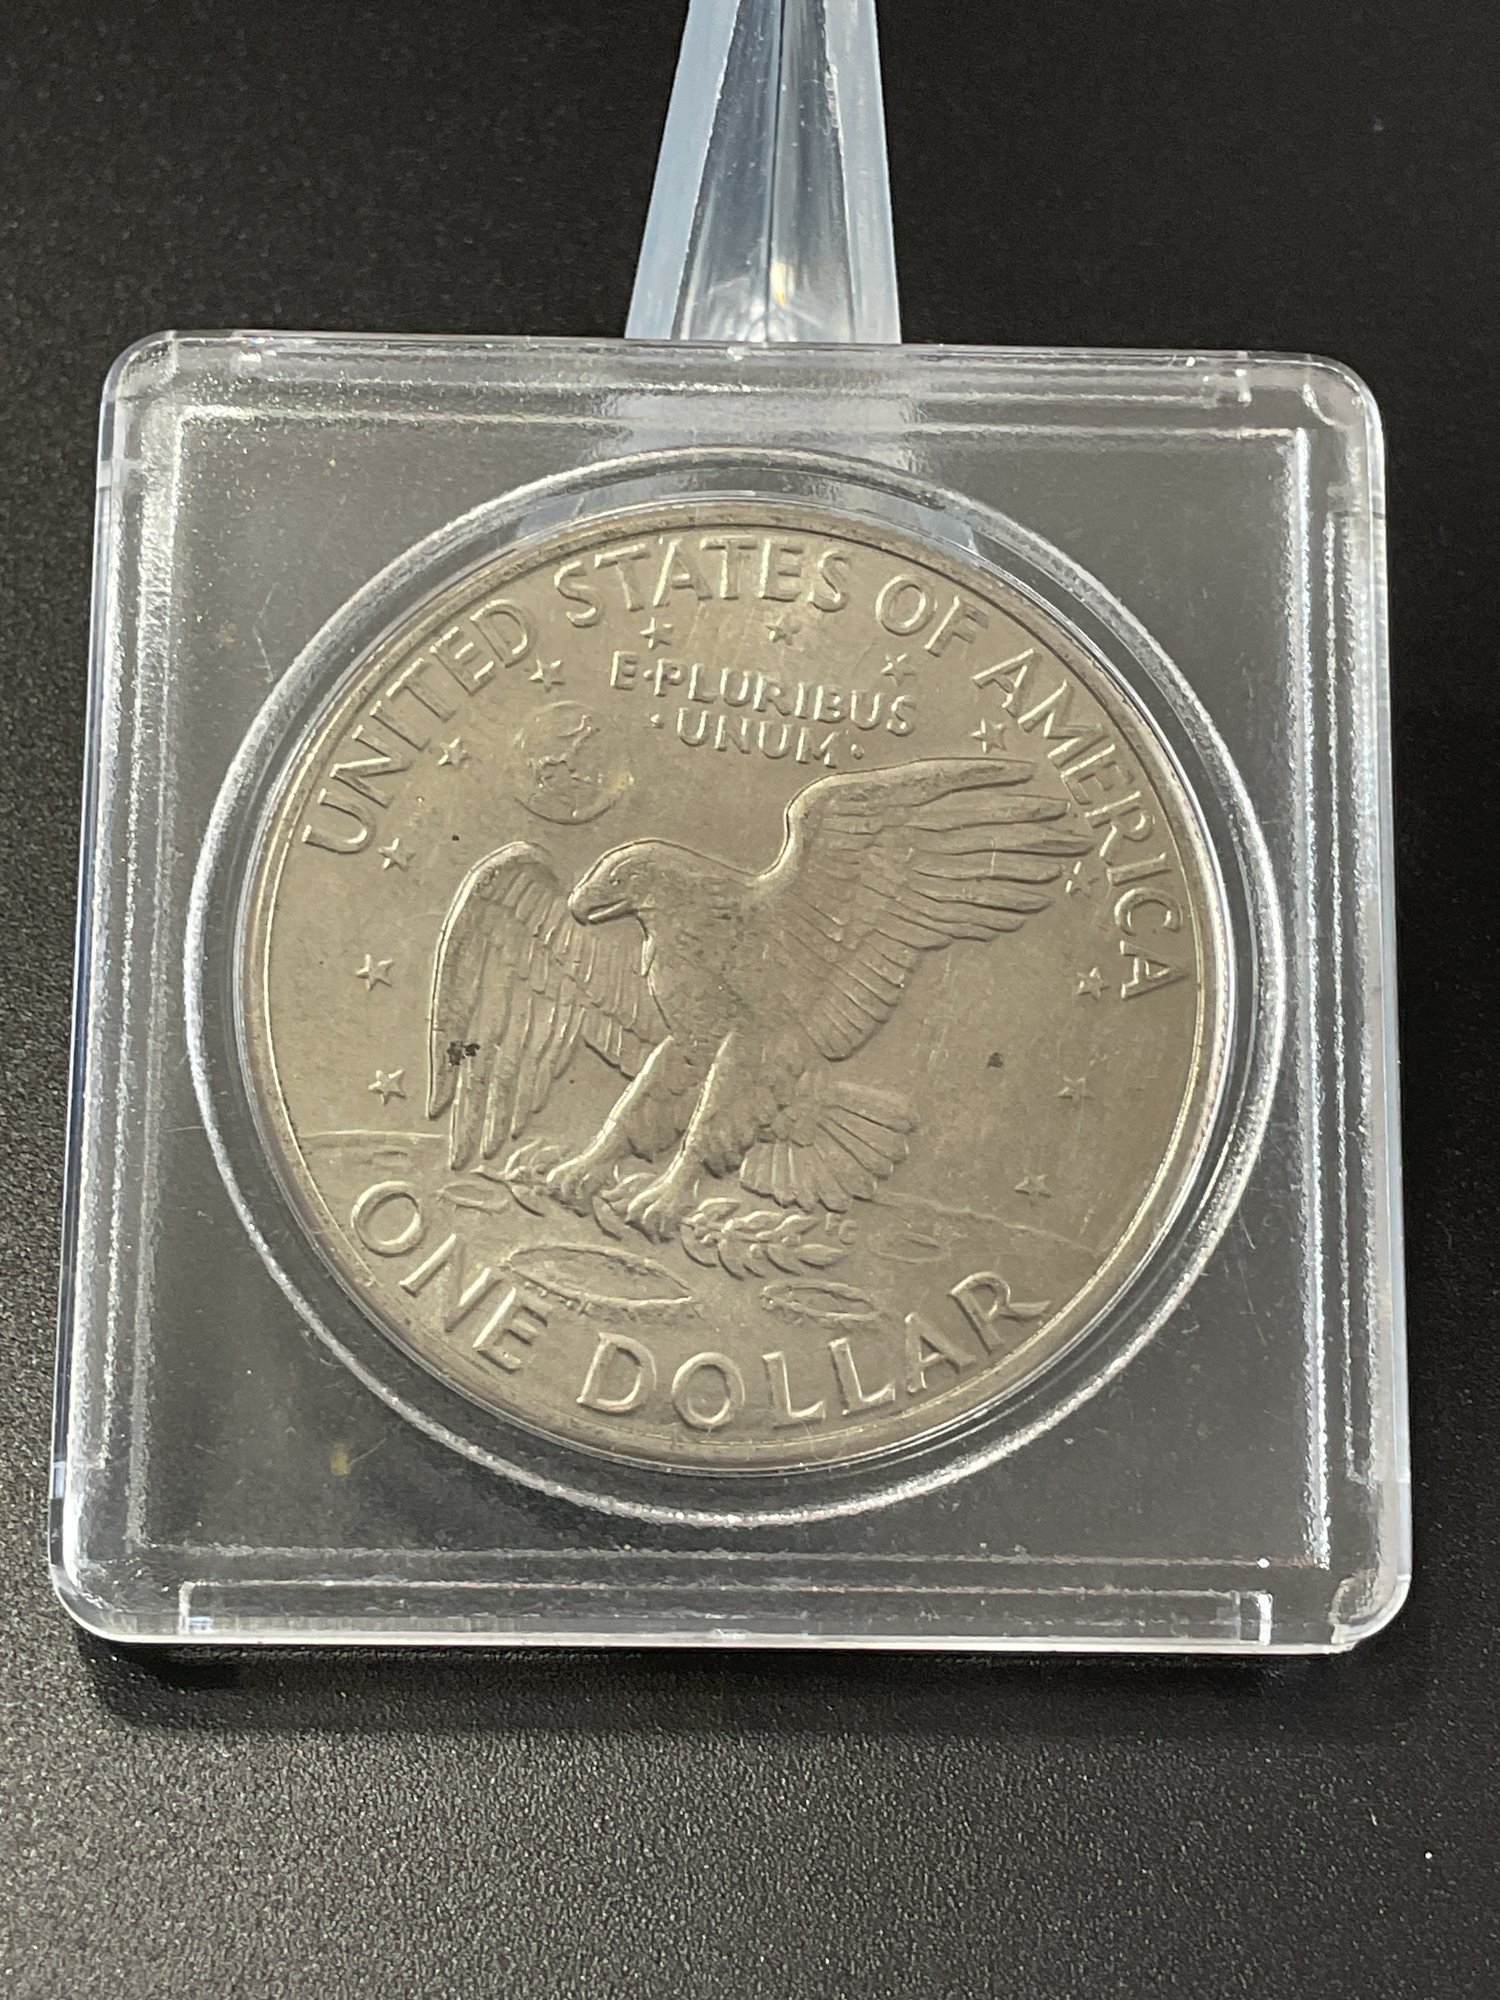 UNITED STATES OF AMERICA
E·PLURIBUS
·UNUM·
ONE DOLLAR